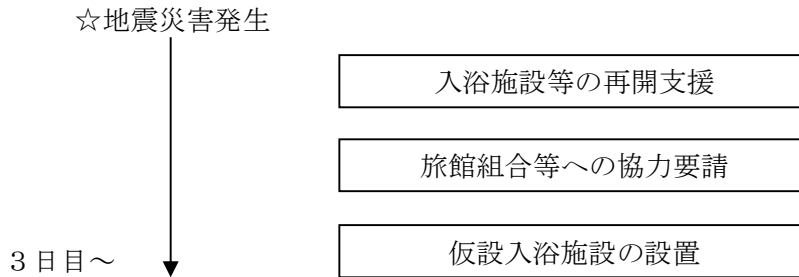 ☆地震災害発生
入浴施設等の再開支援
旅館組合等への協力要請
仮設入浴施設の設置
３日目～